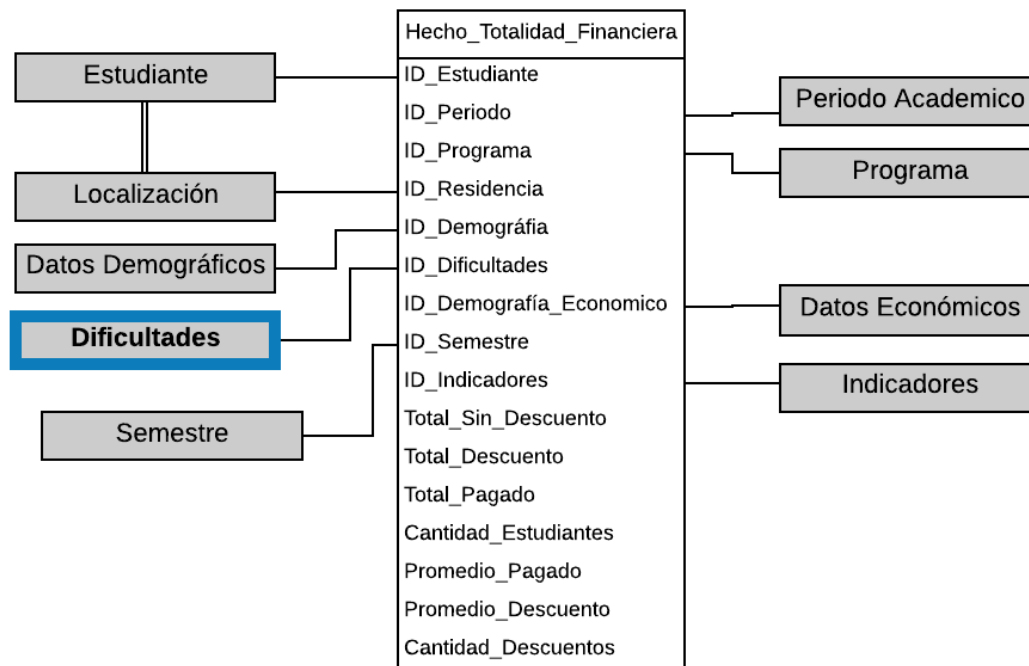 Hecho_Totalidad_Financiera
ID_Estudiante
ID_Periodo
ID_Programa
ID_Residencia
ID_Demográfia
ID_Dificultades
ID_Demografía_Economico
ID_Semestre
ID_Indicadores
Total_Sin_Descuento
Total_Descuento
Total_Pagado
Cantidad_Estudiantes
Promedio_Pagado
Promedio_Descuento
Cantidad_Descuentos
Estudiante
Localización
Datos Demográficos
Dificultades
Semestre
Periodo Academico
Programa
Datos Económicos
Indicadores